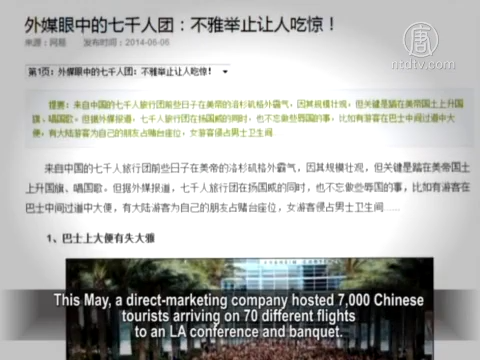 外媒眼中的七千人团：不雅举止让人吃惊！
来源：网易 发布时间：2014-06-06
唐
ntdtv.com
第1页：外媒眼中的七千人团：不雅举止让人吃惊！
提要：来自中国的七千人旅行团前些日子在美帝的洛杉矶格外霸气，因其规模壮观，但关键是踏在美帝国土上升国
旗、唱国歌。但据外媒报道，七千人旅行团在扬国威的同时，也不忘做些辱国的事，比如有游客在巴士中间过道中大
便，有大陆游客为自己的朋友占赌台座位，女游客侵占男士卫生间
来自中国的七千人旅行团前些日子在美帝的洛杉矶格外霸气，因其规模壮观，但关键是踏在美帝国土
上升国旗、唱国歌。但据外媒报道，七千人旅行团在扬国威的同时，也不忘做些辱国的事，比如有游客在
巴士中间过道中大便，有大陆游客为自己的朋友占赌台座位，女游客侵占男士卫生间......
1、巴士上大便有失大雅
This May, a direct-marketing company hosted 7,000 Chinese
tourists arriving on 70 different flights
to an LA conference and banquet.